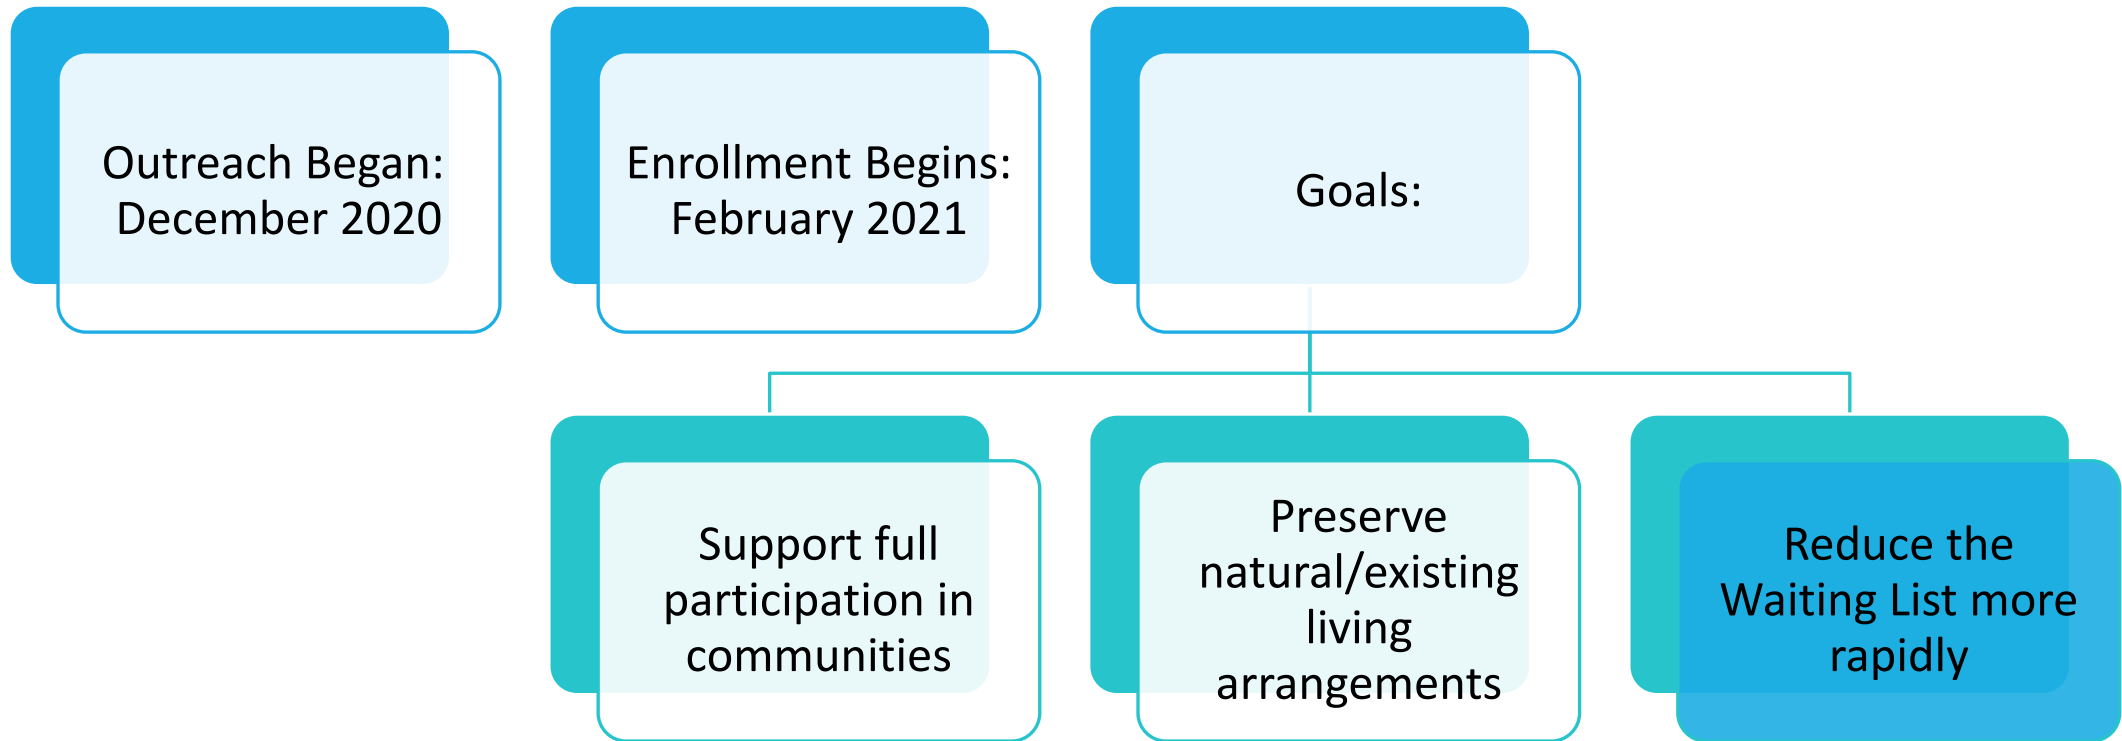 Outreach Began:
December 2020
Enrollment Begins:
February 2021
Goals:
Support full
participation in
communities
Preserve
natural/existing
living
arrangements
Reduce the
Waiting List more
rapidly